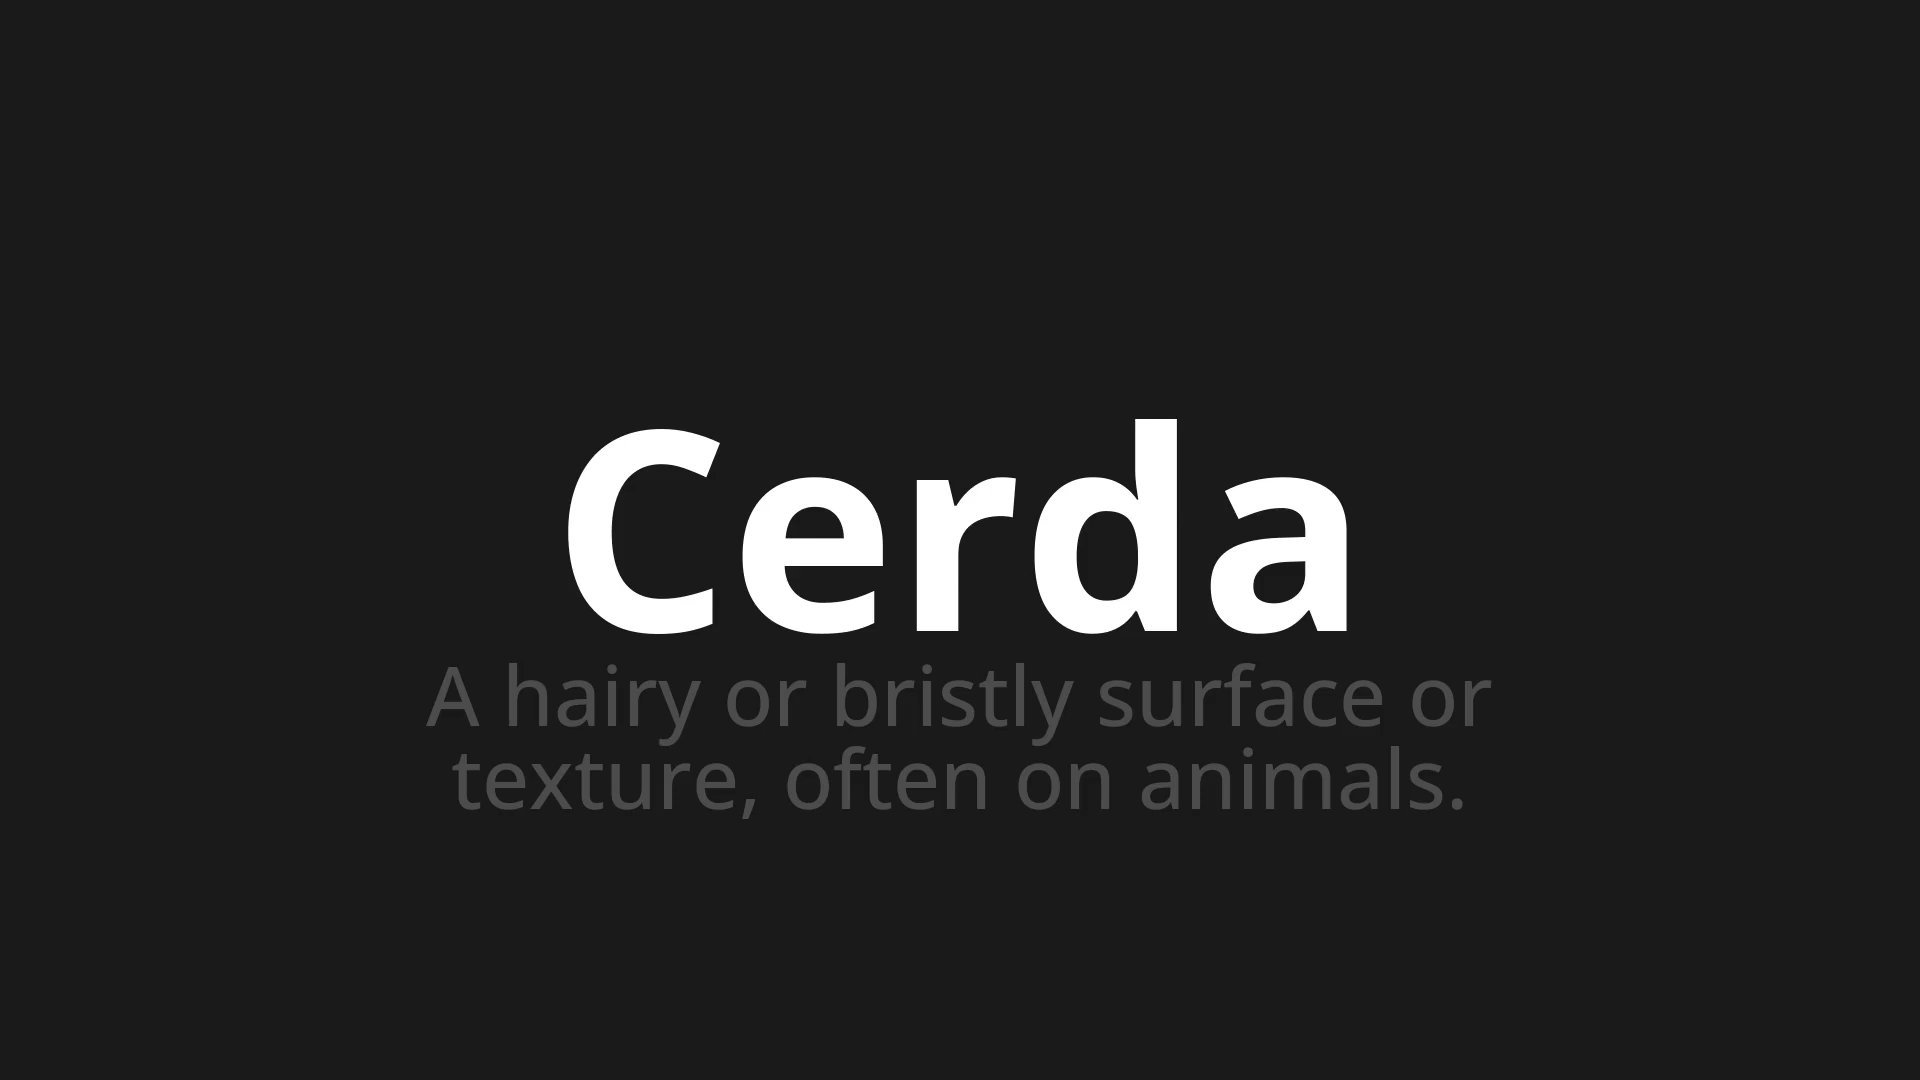 Cerda
A hairy or bristly surface or
texture, often on animals.